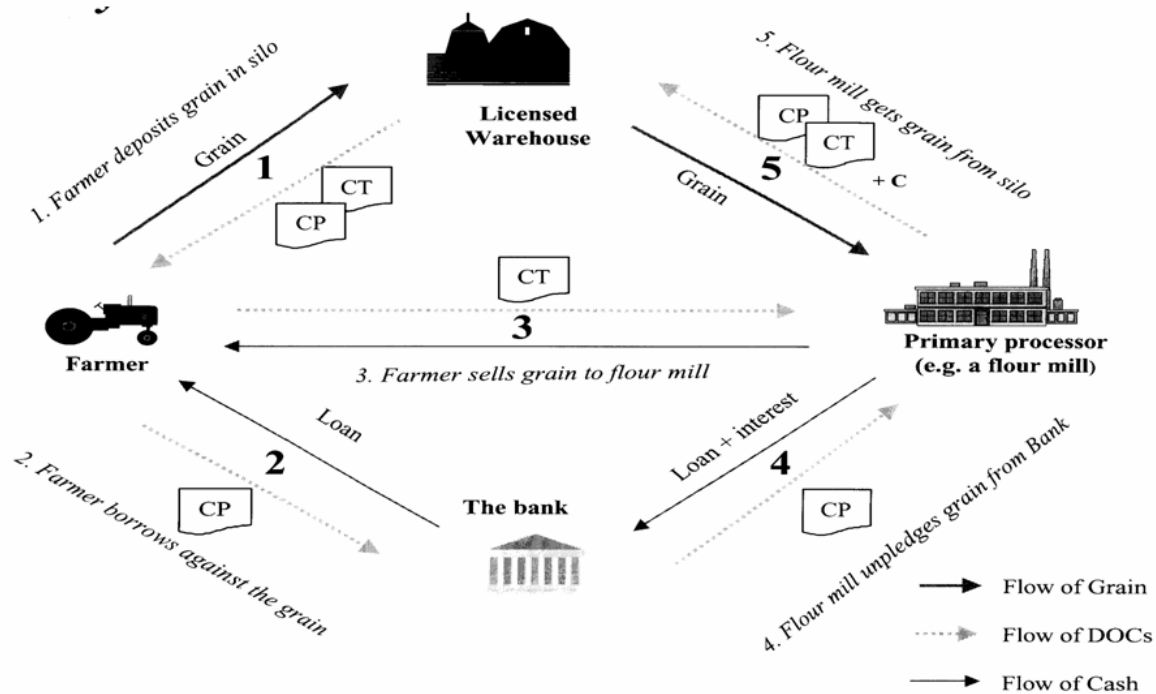 1. Farmer deposits grain in silo
Grain
1
CT
CP
Licensed
Warehouse
5. Flour mill gets grain from silo
CP
CT
+ C
5
Grain
Farmer
CT
3
3. Farmer sells grain to flour mill
Primary processor
(e.g. a flour mill)
2. Farmer borrows against the grain
Loan
2
CP
The bank
Loan + interest
4
CP
4. Flour mill unpledges grain from Bank
Flow of Grain
Flow of DOCs
Flow of Cash